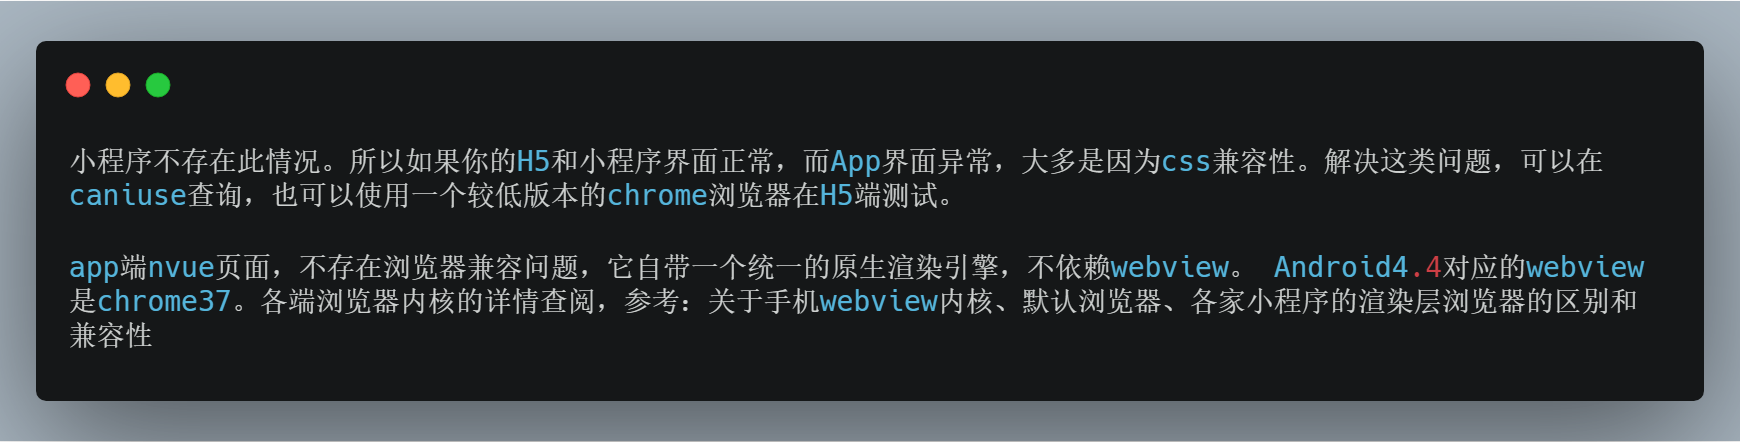 小程序不存在此情况。所以如果你的H5和小程序界面正常，而App界面异常，大多是因为css兼容性。解决这类问题，可以在
caniuse查询，也可以使用一个较低版本的chrome浏览器在H5端测试。
app端nvue页面，不存在浏览器兼容问题，它自带一个统一的原生渲染引擎，不依赖webview。 Android4.4对应的webview
是chrome37。各端浏览器内核的详情查阅，参考：关于手机webview内核、默认浏览器、各家小程序的渲染层浏览器的区别和
兼容性